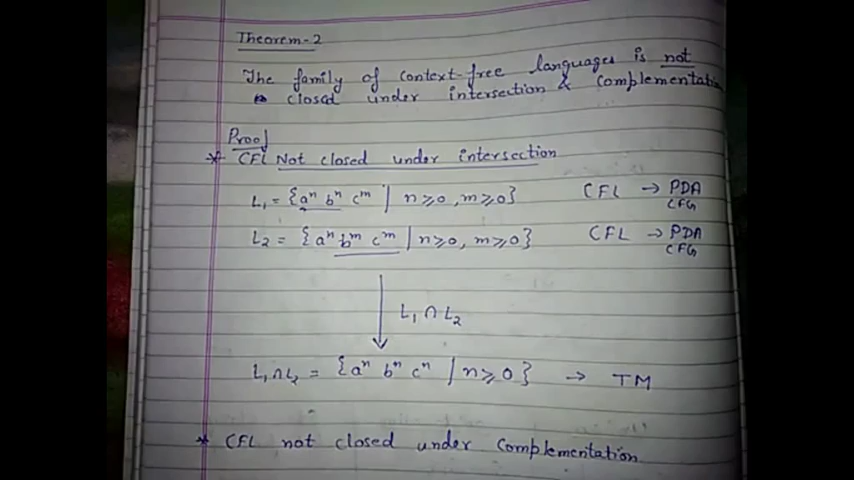 Theorem-2
The family of context-free languages is not
closed under intersection & complementation
Proof
* CFL Not closed under intersection
L₁ = {aⁿ bⁿ cᵐ | n≥0, m≥0} CFL → PDA
CFG
L₂ = {aⁿ bᵐ cᵐ | n≥0, m≥0} CFL → PDA
CFG
L₁ ∩ L₂
L₁∩L₂ = {aⁿ bⁿ cⁿ | n≥0} → TM
* CFL not closed under complementation